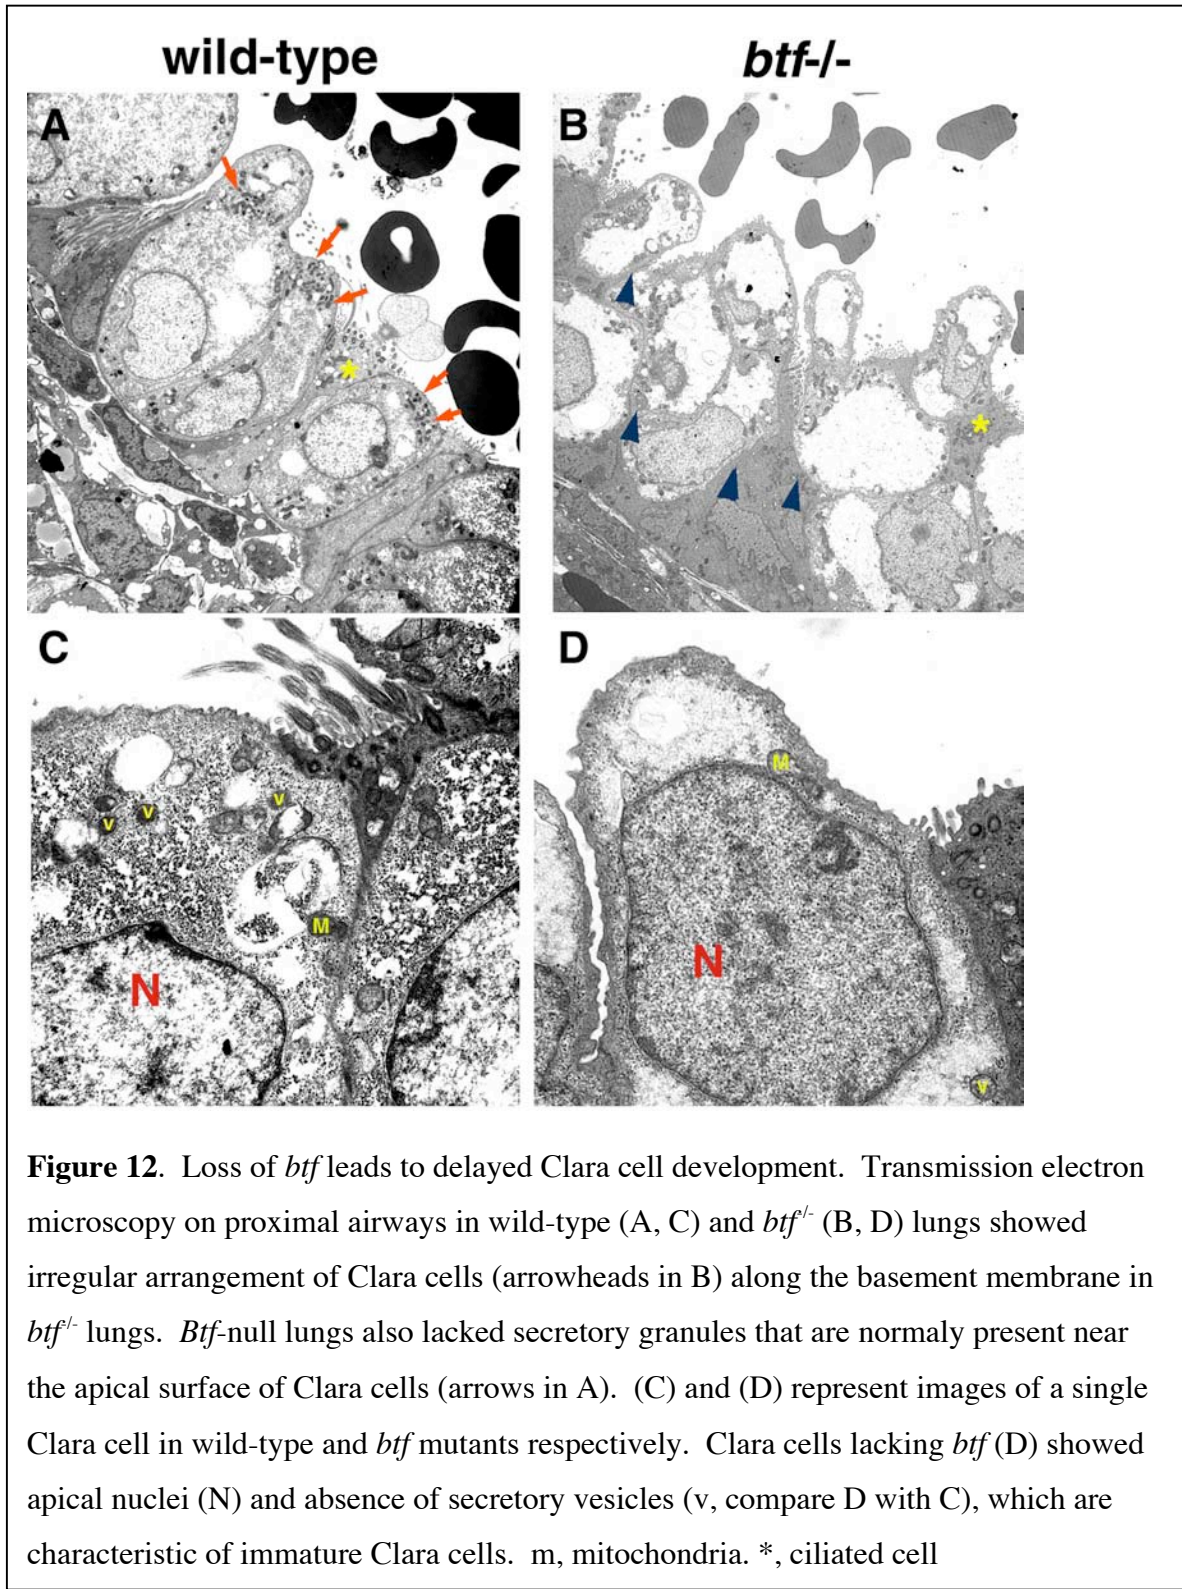 wild-type
btf-/-
A
B
*
*
C
D
v
v
v
M
N
M
N
v
Figure 12. Loss of btf leads to delayed Clara cell development. Transmission electron
microscopy on proximal airways in wild-type (A, C) and btf-/- (B, D) lungs showed
irregular arrangement of Clara cells (arrowheads in B) along the basement membrane in
btf-/- lungs. Btf-null lungs also lacked secretory granules that are normaly present near
the apical surface of Clara cells (arrows in A). (C) and (D) represent images of a single
Clara cell in wild-type and btf mutants respectively. Clara cells lacking btf (D) showed
apical nuclei (N) and absence of secretory vesicles (v, compare D with C), which are
characteristic of immature Clara cells. m, mitochondria. *, ciliated cell